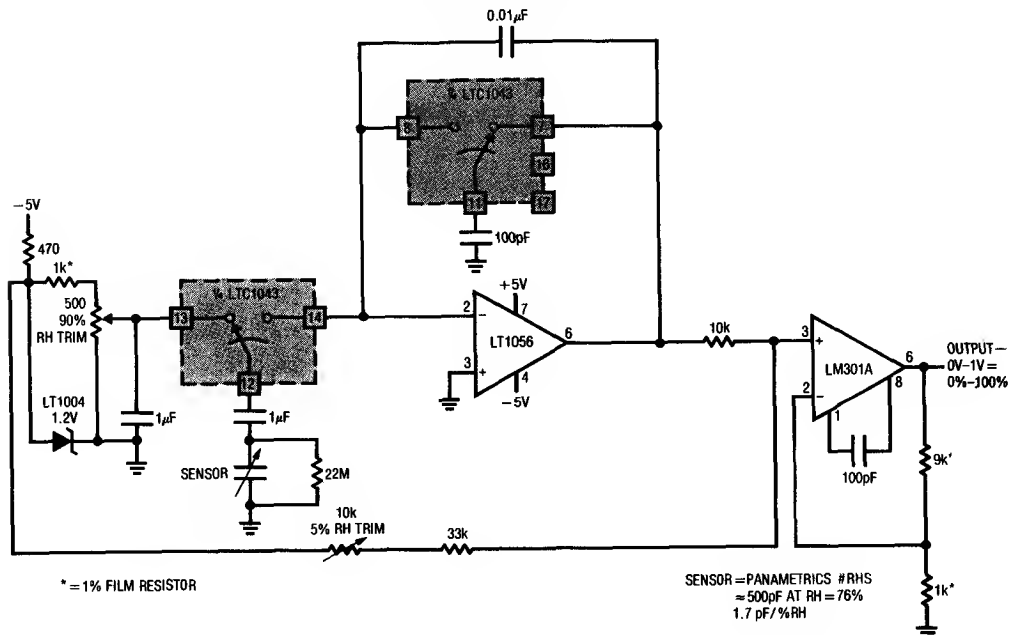 0.01µF
¼ LTC1043
8
7
16
11
17
100pF
-5V
470
1k*
500
90%
RH TRIM
¼ LTC1043
13
14
12
LT1004
1.2V
1µF
1µF
SENSOR
22M
+5V
2
7
−
LT1056
6
3
+
4
-5V
10k
3
+
LM301A
6
8
2
−
1
100pF
OUTPUT—
0V-1V =
0%-100%
9k*
1k*
10k
5% RH TRIM
33k
* = 1% FILM RESISTOR
SENSOR = PANAMETRICS #RHS
≈ 500pF AT RH = 76%
1.7 pF/%RH